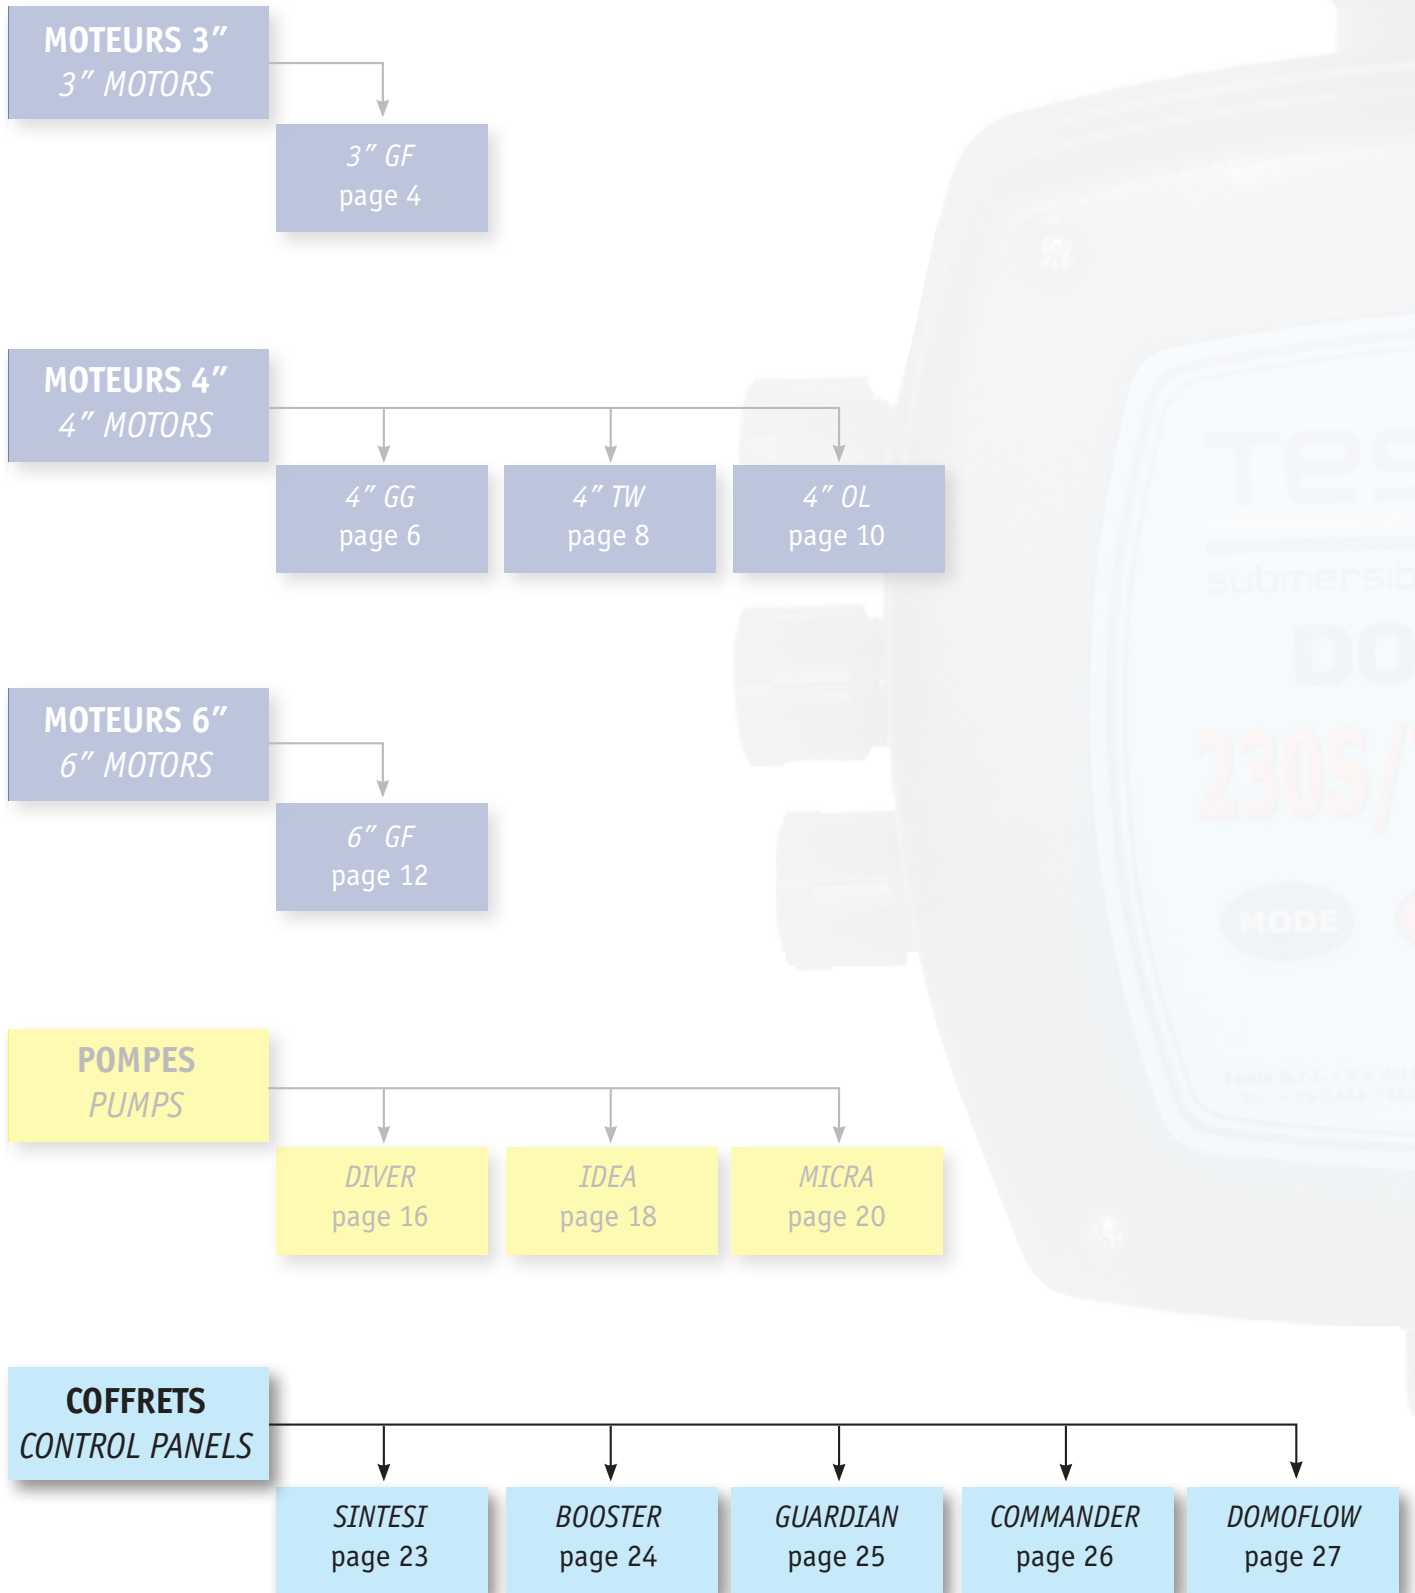 MOTEURS 3″
3″ MOTORS
3″ GF
page 4
MOTEURS 4″
4″ MOTORS
4″ GG
page 6
4″ TW
page 8
4″ OL
page 10
MOTEURS 6″
6″ MOTORS
6″ GF
page 12
POMPES
PUMPS
DIVER
page 16
IDEA
page 18
MICRA
page 20
COFFRETS
CONTROL PANELS
SINTESI
page 23
BOOSTER
page 24
GUARDIAN
page 25
COMMANDER
page 26
DOMOFLOW
page 27
230S/
MODE